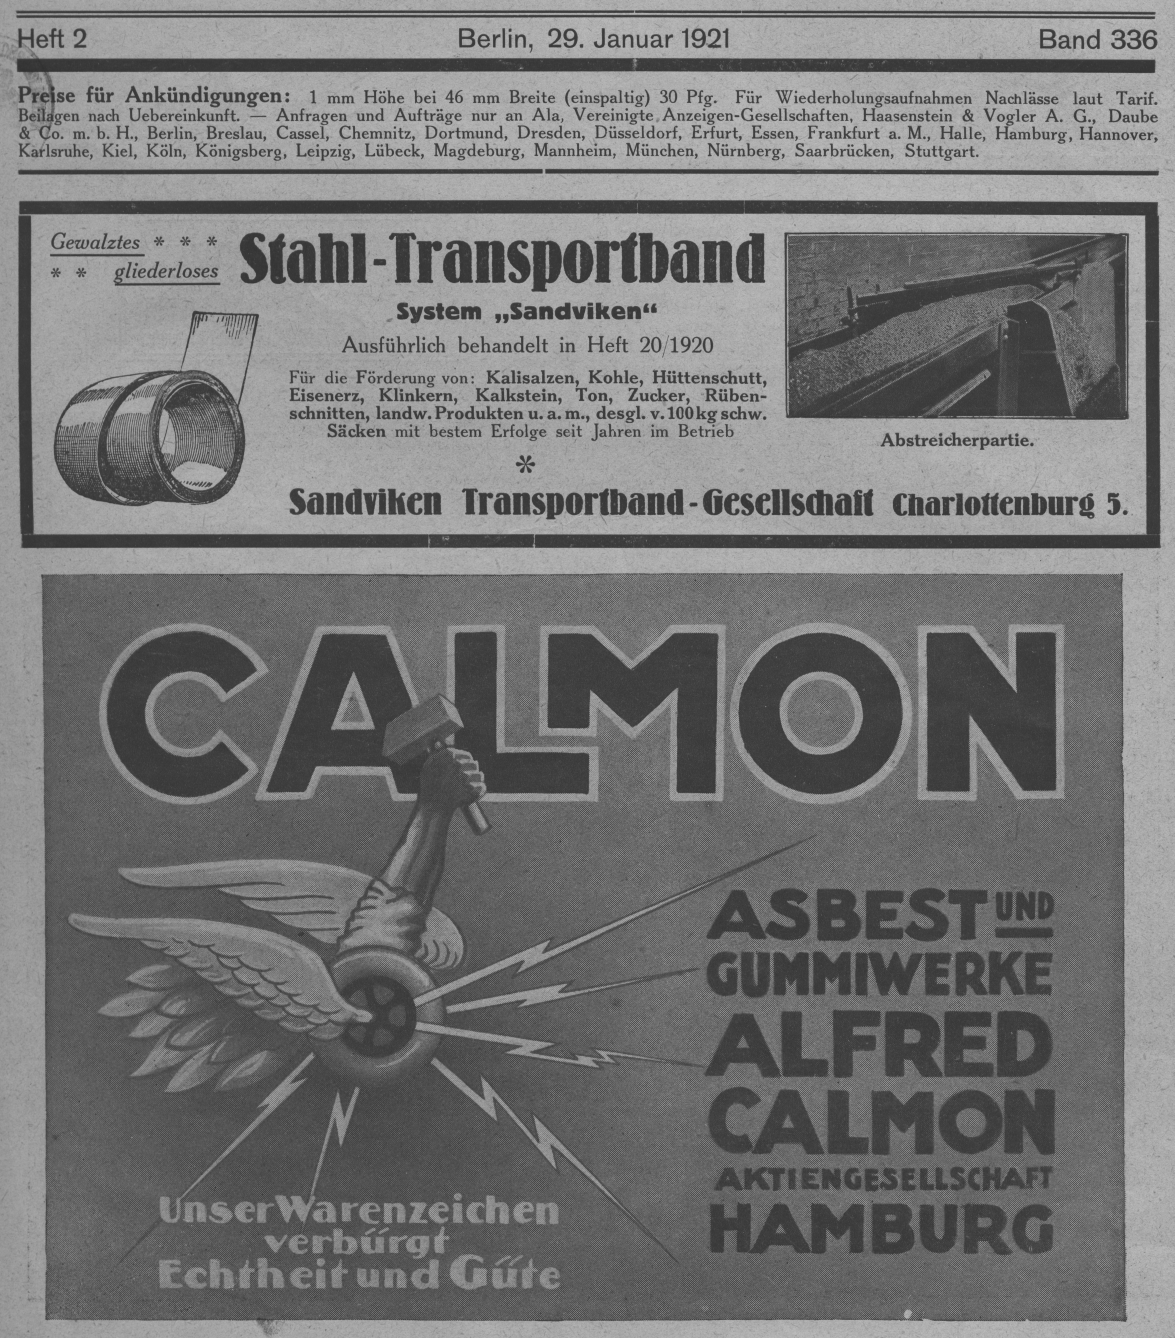 Heft 2 Berlin, 29. Januar 1921 Band 336
Preise für Ankündigungen: 1 mm Höhe bei 46 mm Breite (einspaltig) 30 Pfg. Für Wiederholungsaufnahmen Nachlässe laut Tarif.
Beilagen nach Uebereinkunft. — Anfragen und Aufträge nur an Ala, Vereinigte Anzeigen-Gesellschaften, Haasenstein & Vogler A. G., Daube
& Co. m. b. H., Berlin, Breslau, Cassel, Chemnitz, Dortmund, Dresden, Düsseldorf, Erfurt, Essen, Frankfurt a. M., Halle, Hamburg, Hannover,
Karlsruhe, Kiel, Köln, Königsberg, Leipzig, Lübeck, Magdeburg, Mannheim, München, Nürnberg, Saarbrücken, Stuttgart.
Gewalztes * * *
* * gliederloses
Stahl-Transportband
System „Sandviken“
Ausführlich behandelt in Heft 20/1920
Für die Förderung von: Kalisalzen, Kohle, Hüttenschutt,
Eisenerz, Klinkern, Kalkstein, Ton, Zucker, Rüben-
schnitten, landw. Produkten u. a. m., desgl. v. 100 kg schw.
Säcken mit bestem Erfolge seit Jahren im Betrieb
*
Abstreicherpartie.
Sandviken Transportband-Gesellschaft Charlottenburg 5.
CALMON
ASBEST UND
GUMMIWERKE
ALFRED
CALMON
AKTIENGESELLSCHAFT
HAMBURG
Unser Warenzeichen
verbürgt
Echtheit und Güte